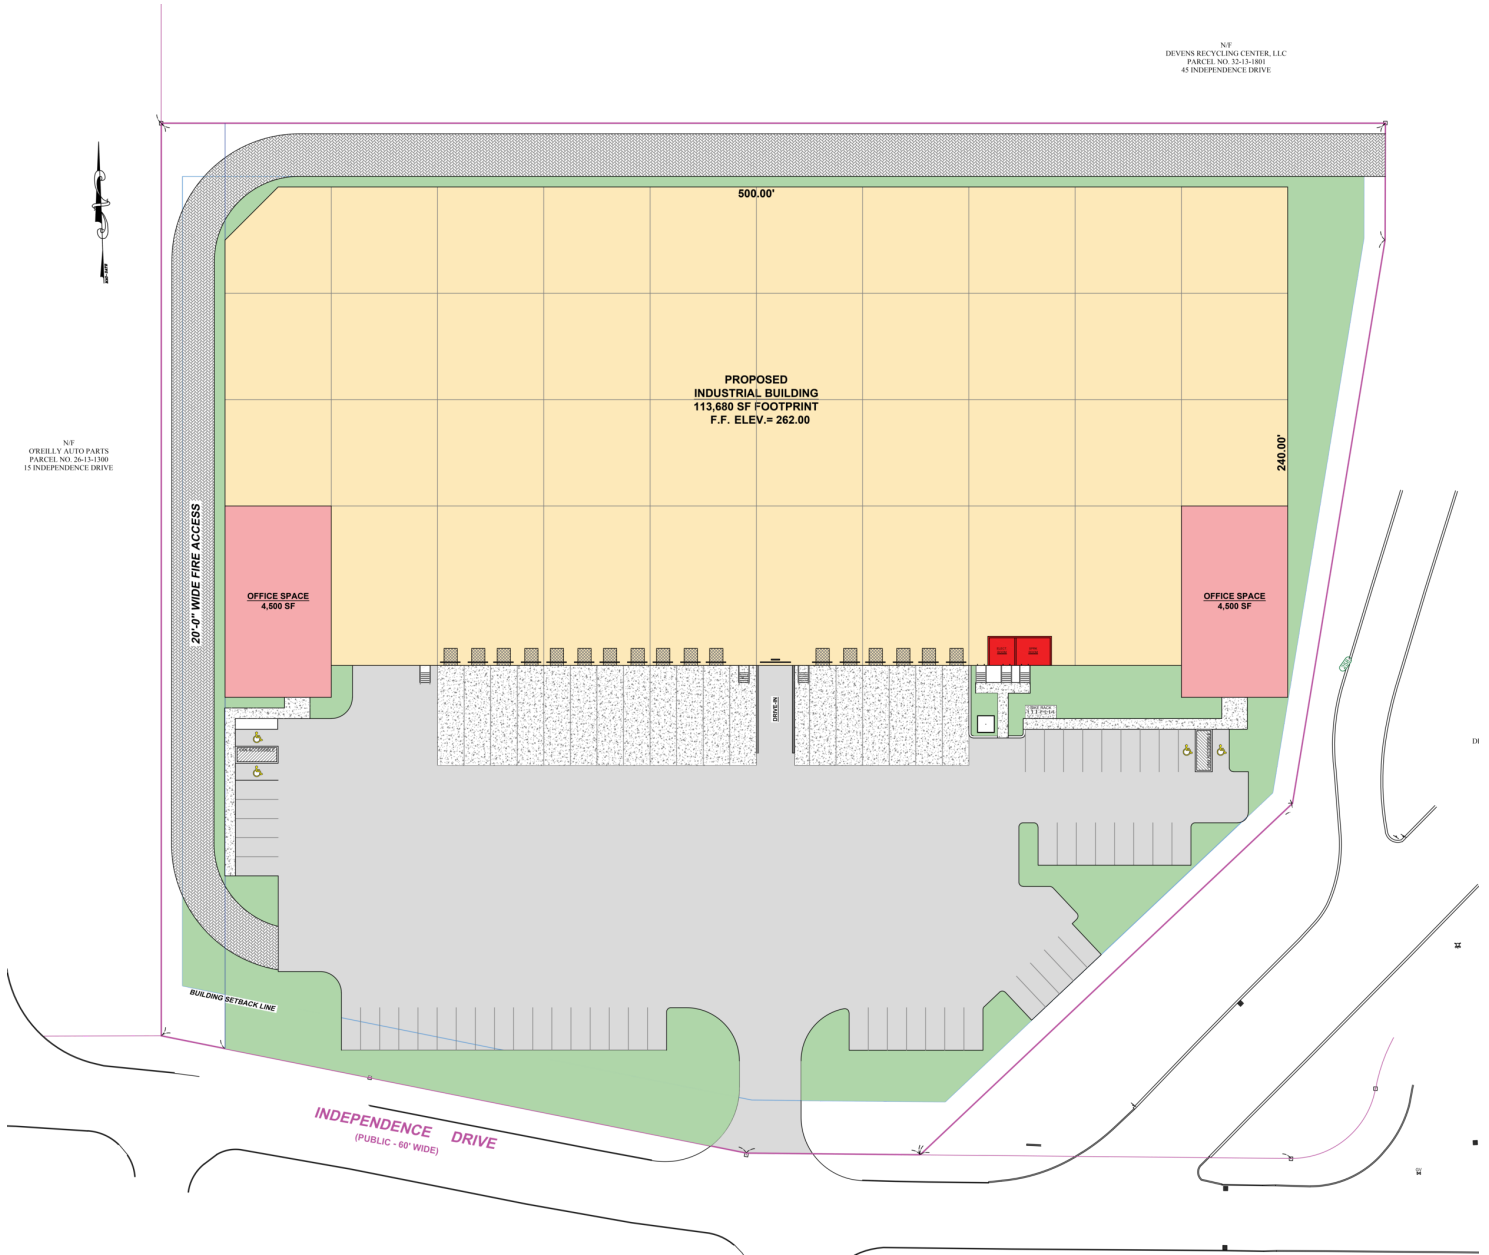 N/F
DEVENS RECYCLING CENTER, LLC
PARCEL NO. 32-13-1801
45 INDEPENDENCE DRIVE
500.00'
PROPOSED
INDUSTRIAL BUILDING
113,680 SF FOOTPRINT
F.F. ELEV.= 262.00
240.00'
N/F
O'REILLY AUTO PARTS
PARCEL NO. 26-13-1300
15 INDEPENDENCE DRIVE
20'-0" WIDE FIRE ACCESS
OFFICE SPACE
4,500 SF
OFFICE SPACE
4,500 SF
DRIVE-IN
BIKE RACK
BUILDING SETBACK LINE
INDEPENDENCE DRIVE
(PUBLIC - 60' WIDE)